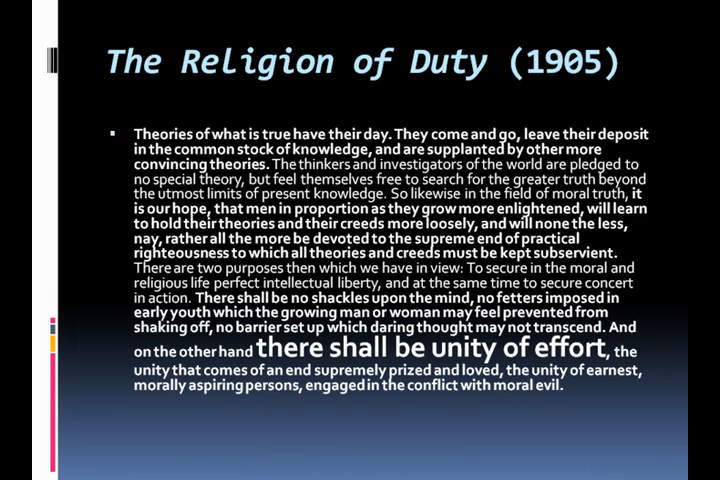 The Religion of Duty (1905)
Theories of what is true have their day. They come and go, leave their deposit
in the common stock of knowledge, and are supplanted by other more
convincing theories. The thinkers and investigators of the world are pledged to
no special theory, but feel themselves free to search for the greater truth beyond
the utmost limits of present knowledge. So likewise in the field of moral truth, it
is our hope, that men in proportion as they grow more enlightened, will learn
to hold their theories and their creeds more loosely, and will none the less,
nay, rather all the more be devoted to the supreme end of practical
righteousness to which all theories and creeds must be kept subservient.
There are two purposes then which we have in view: To secure in the moral and
religious life perfect intellectual liberty, and at the same time to secure concert
in action. There shall be no shackles upon the mind, no fetters imposed in
early youth which the growing man or woman may feel prevented from
shaking off, no barrier set up which daring thought may not transcend. And
on the other hand there shall be unity of effort, the
unity that comes of an end supremely prized and loved, the unity of earnest,
morally aspiring persons, engaged in the conflict with moral evil.